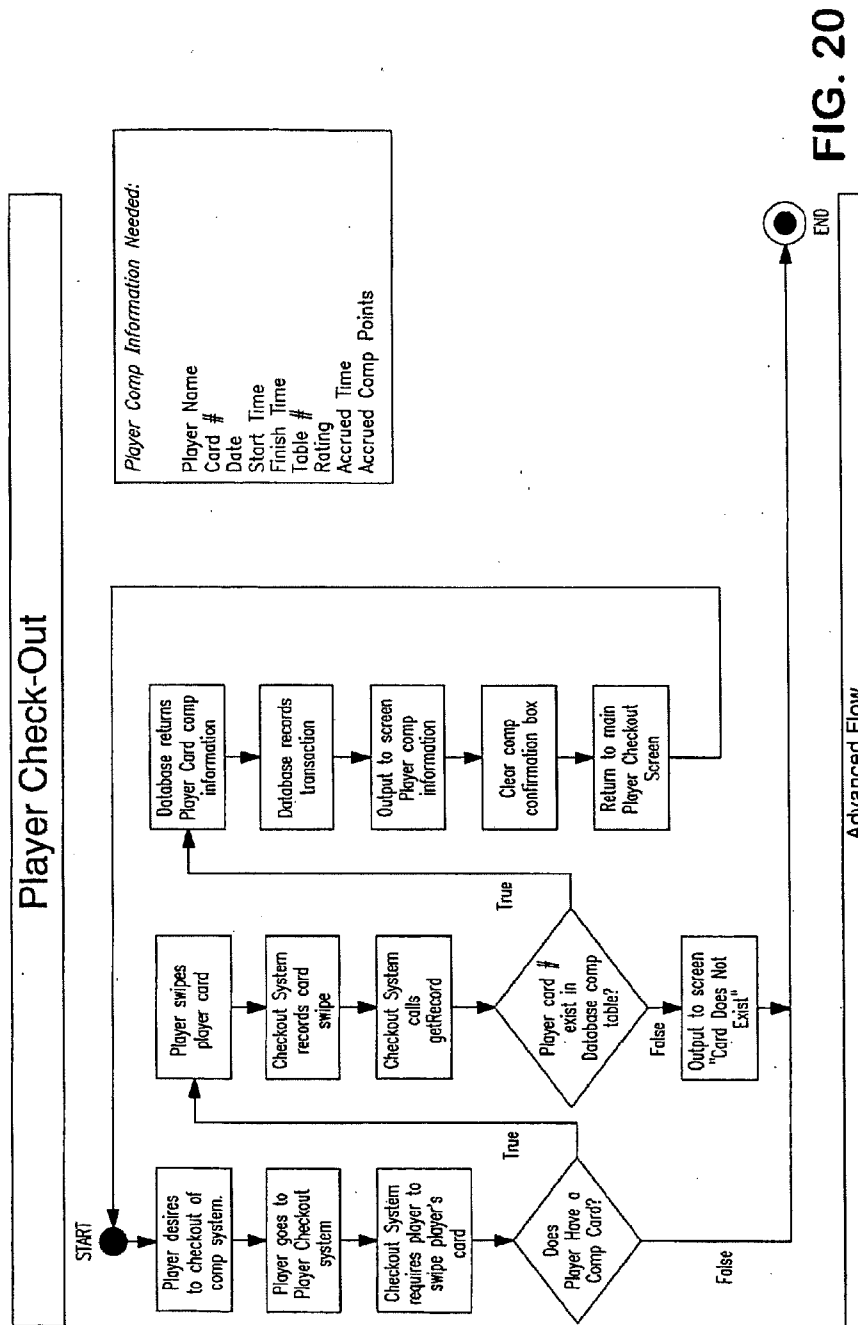 Player Check-Out
START
Player desires
to checkout of
comp system.
Player goes to
Player Checkout
system
Checkout System
requires player to
swipe player's
card
Does
Player Have a
Comp Card?
True
False
Player swipes
player card
Checkout System
records card
swipe
Checkout System
calls
getRecord
Player card #
exist in
Database comp
table?
True
False
Output to screen
"Card Does Not
Exist"
Database returns
Player Card comp
information
Database records
transaction
Output to screen
Player comp
information
Clear comp
confirmation box
Return to main
Player Checkout
Screen
Player Comp Information Needed:
Player Name
Card #
Date
Start Time
Finish Time
Table #
Rating
Accrued Time
Accrued Comp Points
END
Advanced Flow
FIG. 20